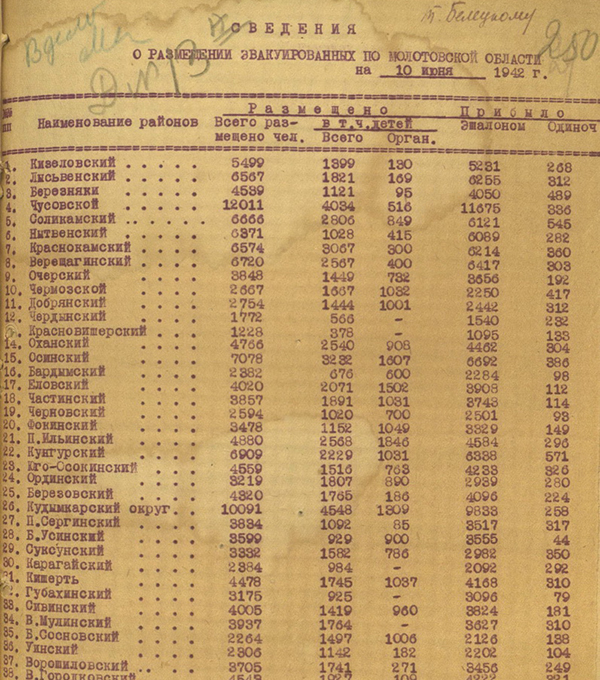 т. Белецкому
250
В дело
СВЕДЕНИЯ
О РАЗМЕЩЕНИИ ЭВАКУИРОВАННЫХ ПО МОЛОТОВСКОЙ ОБЛАСТИ
на 10 июня 1942 г.
Размещено Прибыло
пп Наименование районов Всего раз- в т.ч.детей Эшалоном Одиноч
мещено чел. Всего Орган.
1. Кизеловский . . . . . 5499 1399 130 5231 268
2. Лысьвенский . . . . 6567 1821 169 6255 312
3. Березняки . . . . 4539 1121 95 4050 489
4. Чусовской . . . . 12011 4034 516 11675 336
5. Соликамский . . . . . . 6666 2806 849 6121 545
6. Нытвенский . . . . 6371 1028 415 6089 282
7. Краснокамский . . . . 6574 3067 300 6214 360
8. Верещагинский . . . . 6720 2567 400 6417 303
9. Очерский . . . . 3848 1449 732 3656 192
10. Чермозской . . . . 2667 1667 1032 2250 417
11. Добрянский . . . . 2754 1444 1001 2442 312
12. Чердынский . . . . 1772 566 - 1540 232
Красновишерский . . . . 1228 378 - 1095 133
14. Оханский . . . . 4766 2540 908 4462 304
15. Осинский . . . . 7078 3232 1607 6692 386
16. Бардымский . . . . 2382 676 600 2284 98
17. Еловский . . . . 4020 2071 1502 3908 112
18. Частинский . . . . 3857 1891 1031 3743 114
19. Черновский . . . . 2594 1020 700 2501 93
20. Фокинский . . . . 3478 1152 1049 3329 149
21. П.Ильинский . . . . 4880 2568 1846 4584 296
22. Кунгурский . . . . 6909 2229 1031 6338 571
23. Юго-Осокинский . . . . 4559 1516 763 4233 326
24. Ординский . . . . 3219 1807 890 2939 280
25. Березовский . . . . 4320 1765 186 4096 224
26. Кудымкарский округ. . 10091 4548 1309 9833 258
27. П.Сергинский . . . . 3834 1092 85 3517 317
28. Б.Усинский . . . . 3599 929 900 3555 44
29. Суксунский . . . . 3332 1582 786 2982 350
30. Карагайский . . . . 2384 984 - 2092 292
31. Кишерть . . . . 4478 1745 1037 4168 310
Губахинский . . . . 3175 925 - 3096 79
33. Сивинский . . . . 4005 1419 960 3824 181
34. В.Муллинский . . . . 3937 1764 - 3627 310
35. Б.Сосновский . . . . 2264 1497 1006 2126 138
36. Уинский . . . . 2306 1142 182 2202 104
37. Ворошиловский . . 3705 1741 271 3456 249
38. В.Городковский